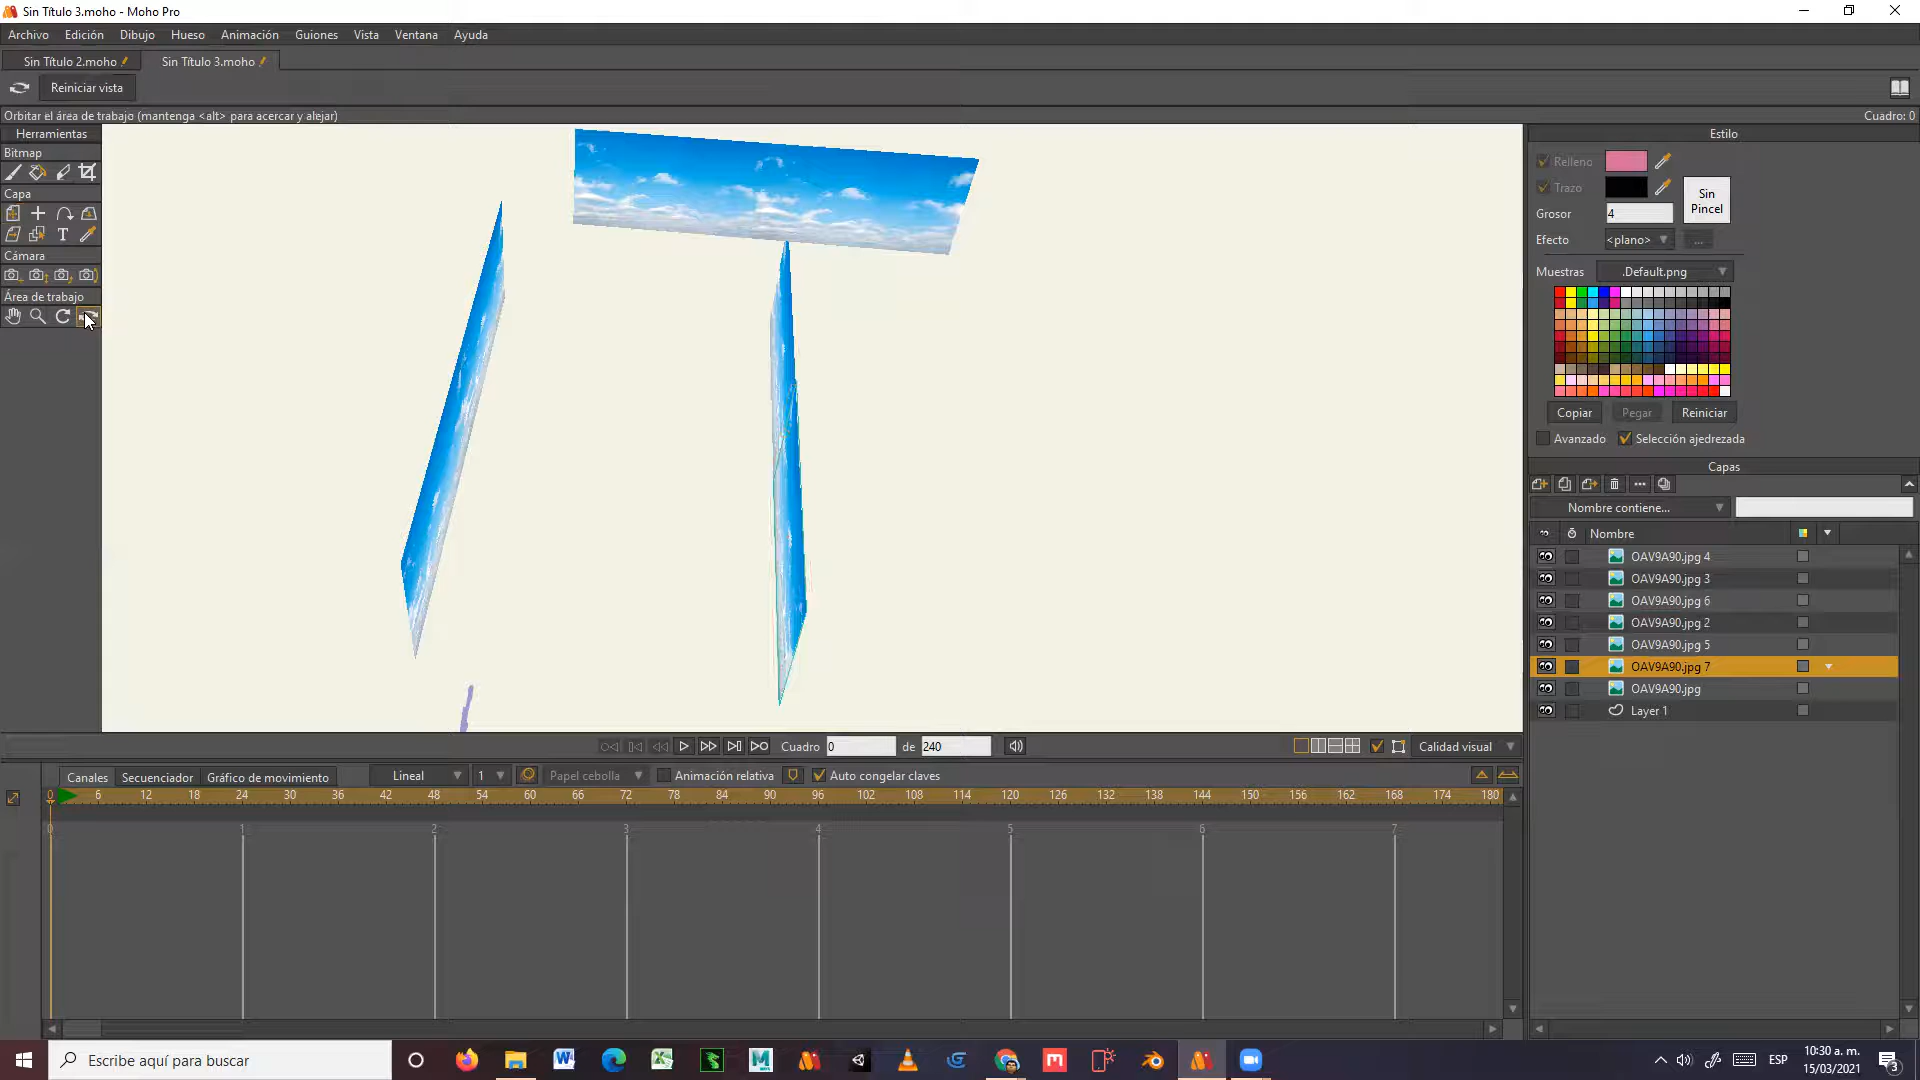 Sin Título 3.moho - Moho Pro
Archivo Edición Dibujo Hueso Animación Guiones Vista Ventana Ayuda
Sin Título 2.moho Sin Título 3.moho
Reiniciar vista
Orbitar el área de trabajo (mantenga <alt> para acercar y alejar) Cuadro: 0
Herramientas
Bitmap
Capa
Cámara
Área de trabajo
Estilo
Relleno
Trazo
Sin
Pincel
Grosor 4
Efecto <plano> ...
Muestras .Default.png
Copiar Pegar Reiniciar
Avanzado Selección ajedrezada
Capas
Nombre contiene...
Nombre
OAV9A90.jpg 4
OAV9A90.jpg 3
OAV9A90.jpg 6
OAV9A90.jpg 2
OAV9A90.jpg 5
OAV9A90.jpg 7
OAV9A90.jpg
Layer 1
Cuadro 0 de 240 Calidad visual
Canales Secuenciador Gráfico de movimiento Lineal 1 Papel cebolla Animación relativa Auto congelar claves
0 6 12 18 24 30 36 42 48 54 60 66 72 78 84 90 96 102 108 114 120 126 132 138 144 150 156 162 168 174 180
0 1 2 3 4 5 6 7
Escribe aquí para buscar
ESP
10:30 a. m.
15/03/2021
3